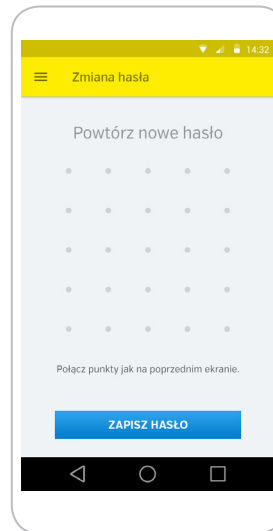 14:32
Zmiana hasła
Powtórz nowe hasło
Połącz punkty jak na poprzednim ekranie.
ZAPISZ HASŁO